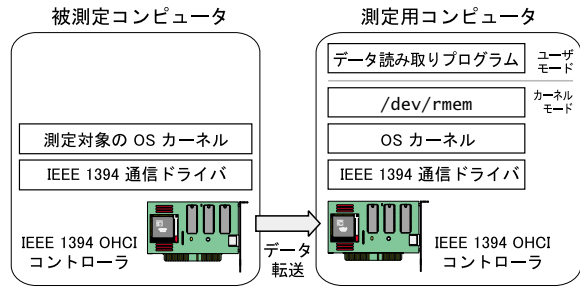 被測定コンピュータ
測定対象の OS カーネル
IEEE 1394 通信ドライバ
IEEE 1394 OHCI
コントローラ
データ
転送
測定用コンピュータ
データ読み取りプログラム
ユーザ
モード
/dev/rmem
カーネル
モード
OS カーネル
IEEE 1394 通信ドライバ
IEEE 1394 OHCI
コントローラ